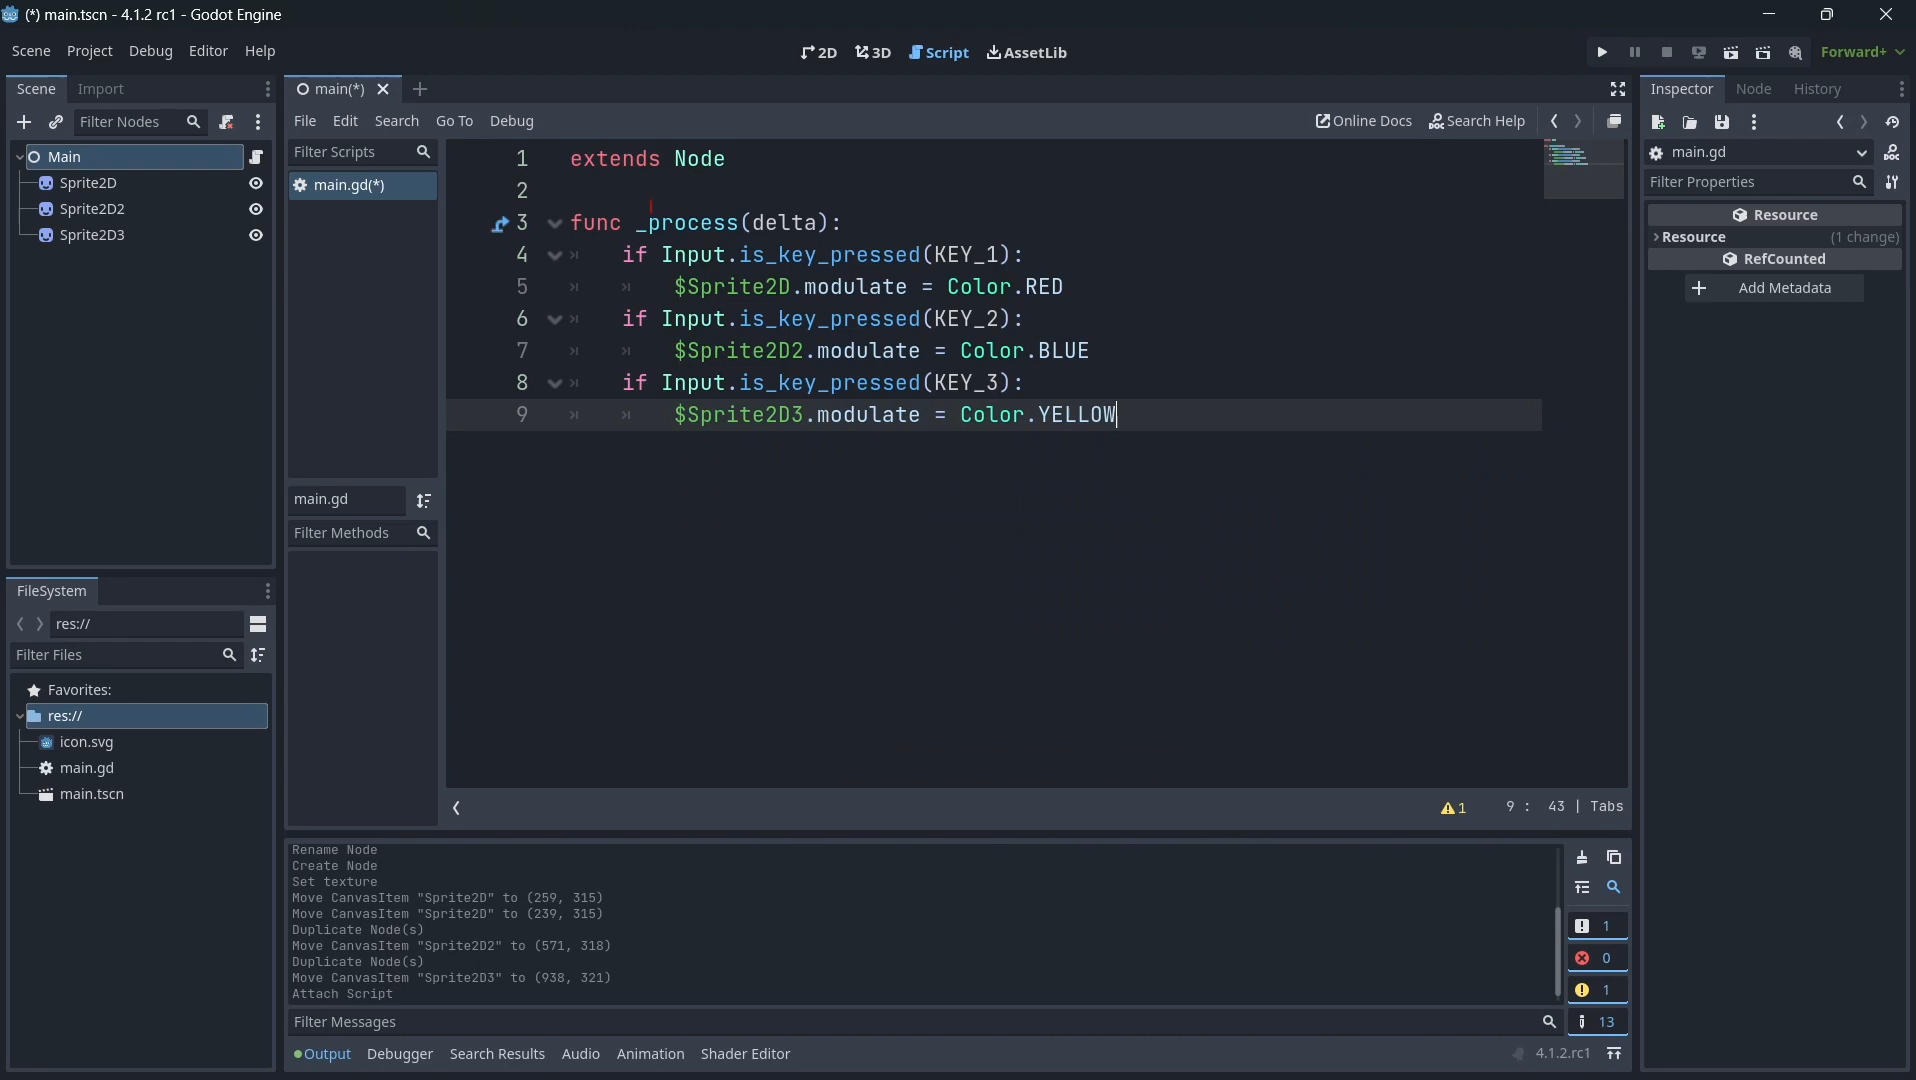 (*) main.tscn - 4.1.2 rc1 - Godot Engine
Scene Project Debug Editor Help
2D 3D Script AssetLib
Forward+
Scene Import
main(*)
Inspector Node History
Filter Nodes
File Edit Search Go To Debug
Online Docs Search Help
Main
Sprite2D
Sprite2D2
Sprite2D3
Filter Scripts
main.gd(*)
main.gd
Filter Methods
1 extends Node
2
3 func _process(delta):
4 if Input.is_key_pressed(KEY_1):
5 $Sprite2D.modulate = Color.RED
6 if Input.is_key_pressed(KEY_2):
7 $Sprite2D2.modulate = Color.BLUE
8 if Input.is_key_pressed(KEY_3):
9 $Sprite2D3.modulate = Color.YELLOW
1 9 : 43 | Tabs
main.gd
Filter Properties
Resource
Resource (1 change)
RefCounted
Add Metadata
FileSystem
res://
Filter Files
Favorites:
res://
icon.svg
main.gd
main.tscn
Rename Node
Create Node
Set texture
Move CanvasItem "Sprite2D" to (259, 315)
Move CanvasItem "Sprite2D" to (239, 315)
Duplicate Node(s)
Move CanvasItem "Sprite2D2" to (571, 318)
Duplicate Node(s)
Move CanvasItem "Sprite2D3" to (938, 321)
Attach Script
1
0
1
13
Filter Messages
Output Debugger Search Results Audio Animation Shader Editor
4.1.2.rc1